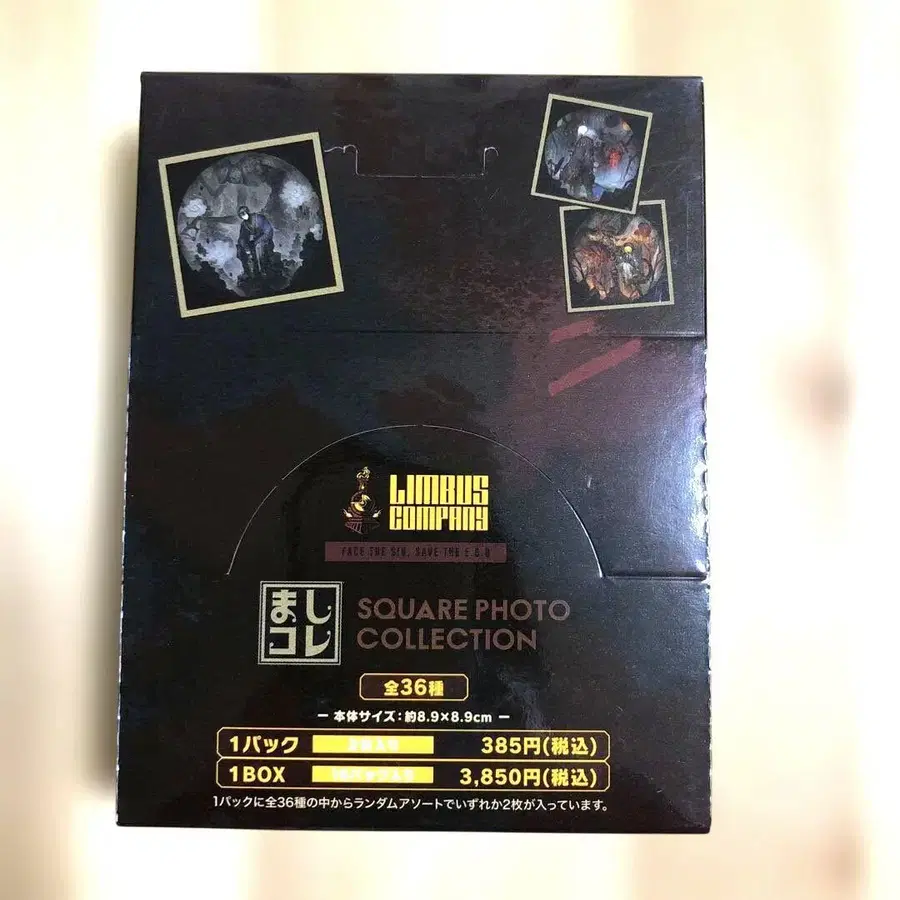 LIMBUS
COMPANY
FACE THE SIN, SAVE THE E.G.O
まし
コレ
SQUARE PHOTO
COLLECTION
全36種
本体サイズ:約8.9×8.9cm
1パック 385円(税込)
1BOX 3,850円(税込)
1パックに全36種の中からランダムアソートでいずれか2枚が入っています。